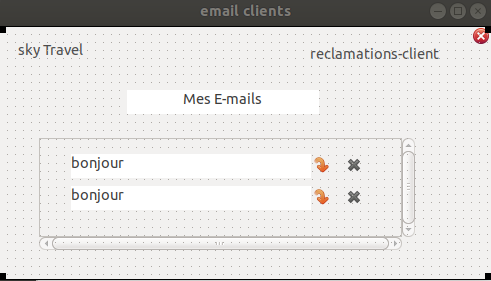 email clients
sky Travel
reclamations-client
Mes E-mails
bonjour
bonjour